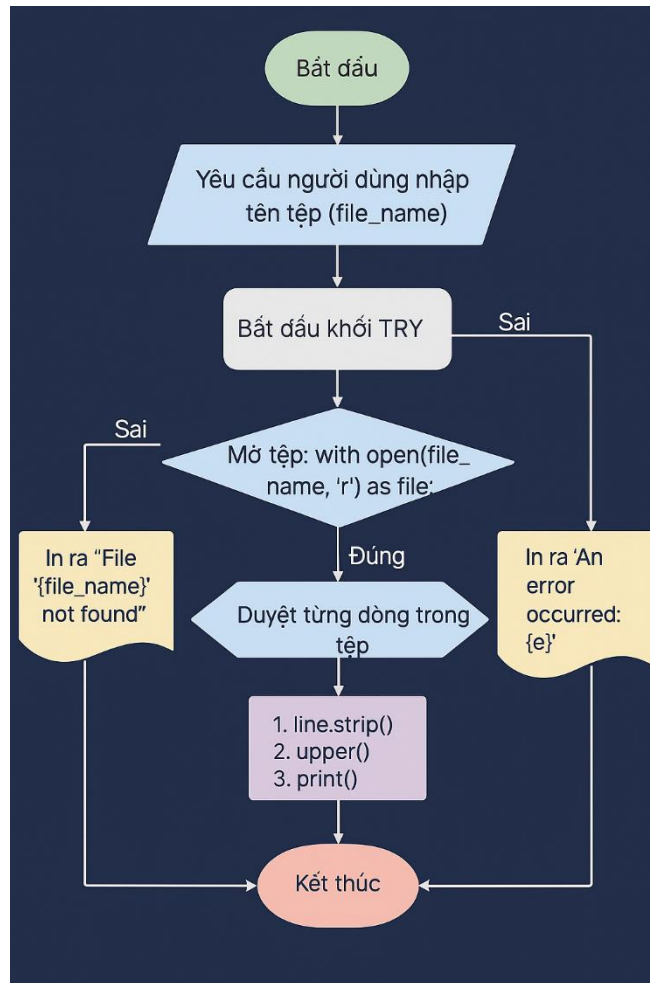 Bắt dấu
Yêu cầu người dùng nhập
tên tệp (file_name)
Bắt dấu khối TRY
Sai
Sai
Mở tệp: with open(file_
name, 'r') as file:
Đúng
In ra “File
'{file_name}'
not found”
In ra ‘An
error
occurred:
{e}’
Duyệt từng dòng trong
tệp
1. line.strip()
2. upper()
3. print()
Kết thúc